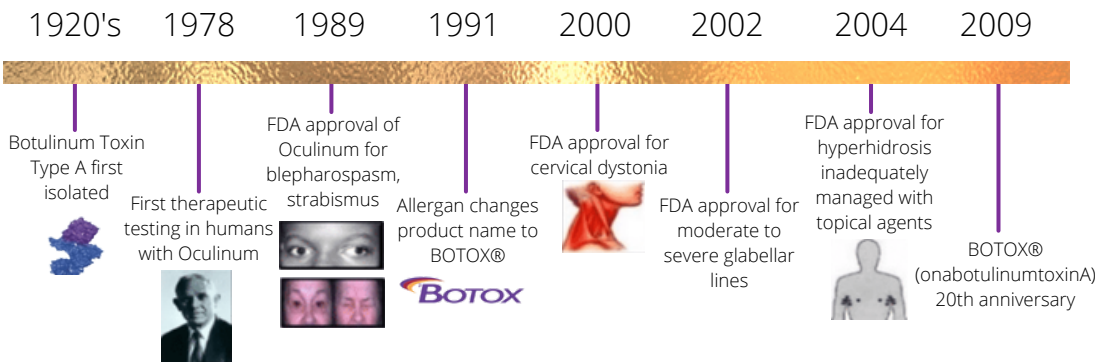 1920's
1978
1989
1991
2000
2002
2004
2009
Botulinum Toxin
Type A first
isolated
First therapeutic
testing in humans
with Oculinum
FDA approval of
Oculinum for
blepharospasm,
strabismus
Allergan changes
product name to
BOTOX®
BOTOX
FDA approval for
cervical dystonia
FDA approval for
moderate to
severe glabellar
lines
FDA approval for
hyperhidrosis
inadequately
managed with
topical agents
BOTOX®
(onabotulinumtoxinA)
20th anniversary